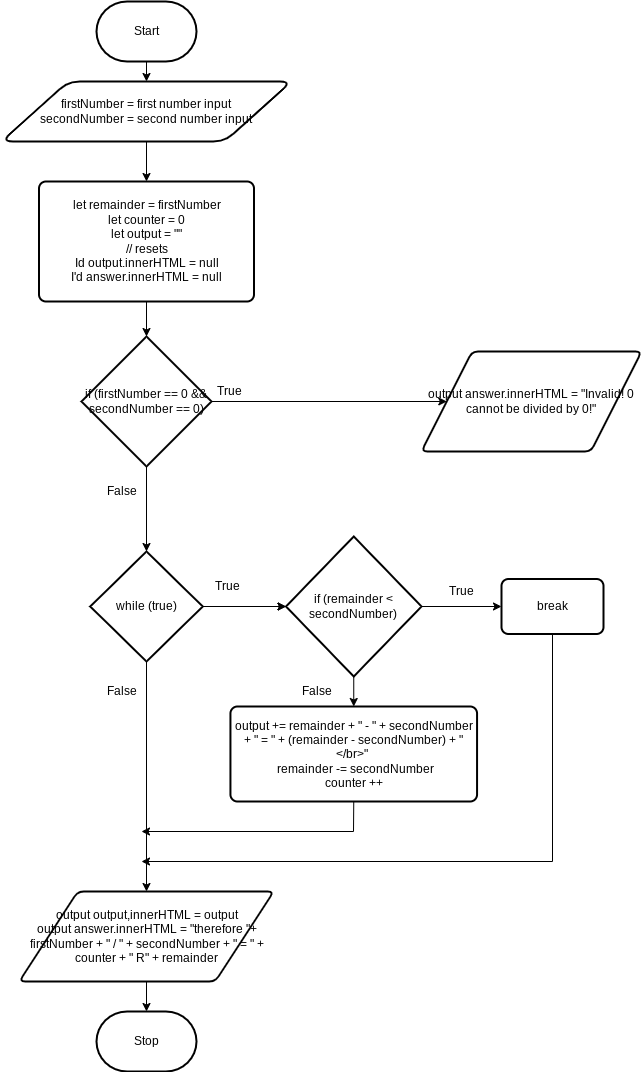 Start
firstNumber = first number input
secondNumber = second number input
let remainder = firstNumber
let counter = 0
let output = ""
// resets
Id output.innerHTML = null
I'd answer.innerHTML = null
if (firstNumber == 0 &&
secondNumber == 0)
True
output answer.innerHTML = "Invalid! 0
cannot be divided by 0!"
False
while (true)
True
if (remainder <
secondNumber)
True
break
False
False
output += remainder + " - " + secondNumber
+ " = " + (remainder - secondNumber) + "
</br>"
remainder -= secondNumber
counter ++
output output,innerHTML = output
output answer.innerHTML = "therefore "+
firstNumber + " / " + secondNumber + " = " +
counter + " R" + remainder
Stop